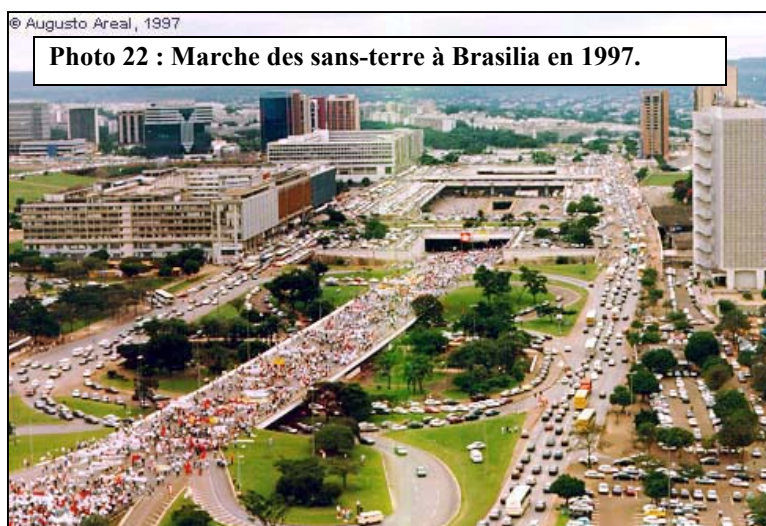 © Augusto Areal, 1997
Photo 22 : Marche des sans-terre à Brasilia en 1997.